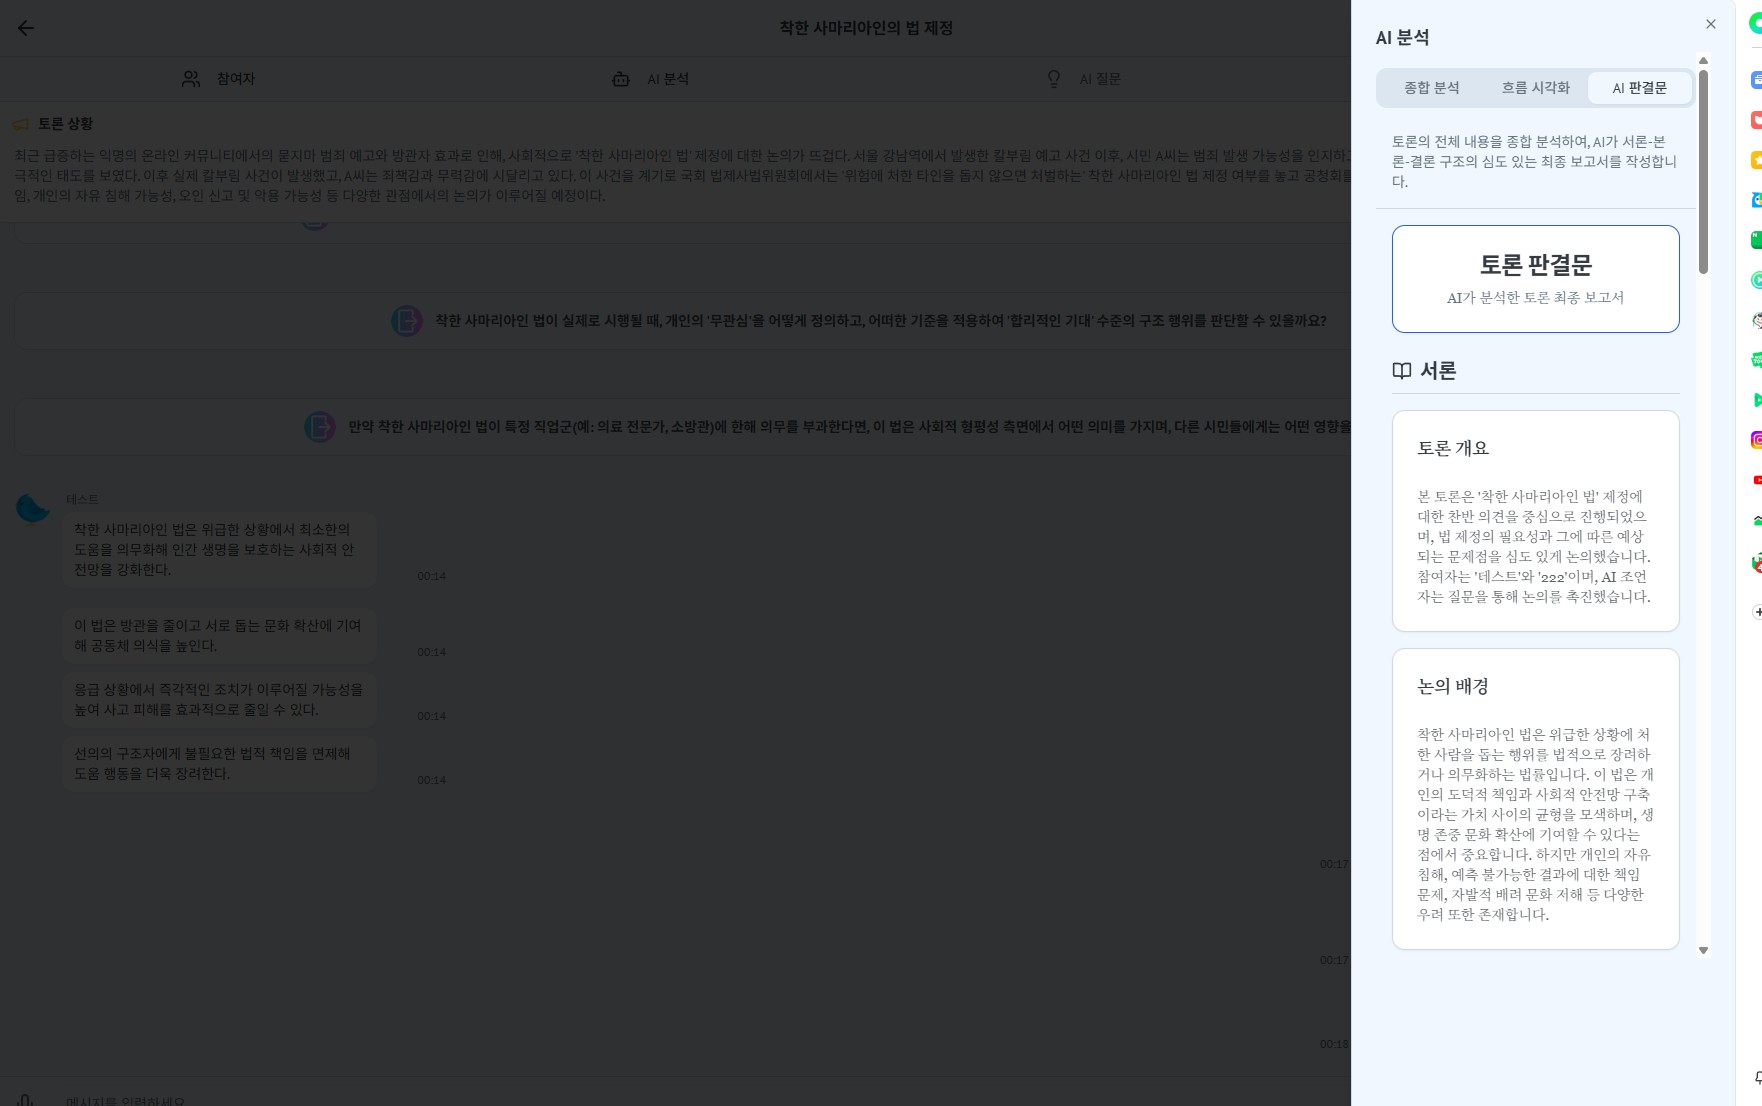 착한 사마리아인의 법 제정
참여자
AI 분석
AI 질문
토론 상황
최근 급증하는 익명의 온라인 커뮤니티에서의 묻지마 범죄 예고와 방관자 효과로 인해, 사회적으로 '착한 사마리아인 법' 제정에 대한 논의가 뜨겁다. 서울 강남역에서 발생한 칼부림 예고 사건 이후, 시민 A씨는 범죄 발생 가능성을 인지하고
극적인 태도를 보였다. 이후 실제 칼부림 사건이 발생했고, A씨는 죄책감과 무력감에 시달리고 있다. 이 사건을 계기로 국회 법제사법위원회에서는 '위험에 처한 타인을 돕지 않으면 처벌하는' 착한 사마리아인 법 제정 여부를 놓고 공청회를
임, 개인의 자유 침해 가능성, 오인 신고 및 악용 가능성 등 다양한 관점에서의 논의가 이루어질 예정이다.
착한 사마리아인 법이 실제로 시행될 때, 개인의 '무관심'을 어떻게 정의하고, 어떠한 기준을 적용하여 '합리적인 기대' 수준의 구조 행위를 판단할 수 있을까요?
만약 착한 사마리아인 법이 특정 직업군(예: 의료 전문가, 소방관)에 한해 의무를 부과한다면, 이 법은 사회적 형평성 측면에서 어떤 의미를 가지며, 다른 시민들에게는 어떤 영향을
테스트
착한 사마리아인 법은 위급한 상황에서 최소한의
도움을 의무화해 인간 생명을 보호하는 사회적 안
전망을 강화한다.
00:14
이 법은 방관을 줄이고 서로 돕는 문화 확산에 기여
해 공동체 의식을 높인다.
00:14
응급 상황에서 즉각적인 조치가 이루어질 가능성을
높여 사고 피해를 효과적으로 줄일 수 있다.
00:14
선의의 구조자에게 불필요한 법적 책임을 면제해
도움 행동을 더욱 장려한다.
00:14
00:17
00:17
00:18
메시지를 입력하세요
AI 분석
종합 분석
흐름 시각화
AI 판결문
토론의 전체 내용을 종합 분석하여, AI가 서론-본
론-결론 구조의 심도 있는 최종 보고서를 작성합니
다.
토론 판결문
AI가 분석한 토론 최종 보고서
서론
토론 개요
본 토론은 '착한 사마리아인 법' 제정에
대한 찬반 의견을 중심으로 진행되었으
며, 법 제정의 필요성과 그에 따른 예상
되는 문제점을 심도 있게 논의했습니다.
참여자는 '테스트'와 '222'이며, AI 조언
자는 질문을 통해 논의를 촉진했습니다.
논의 배경
착한 사마리아인 법은 위급한 상황에 처
한 사람을 돕는 행위를 법적으로 장려하
거나 의무화하는 법률입니다. 이 법은 개
인의 도덕적 책임과 사회적 안전망 구축
이라는 가치 사이의 균형을 모색하며, 생
명 존중 문화 확산에 기여할 수 있다는
점에서 중요합니다. 하지만 개인의 자유
침해, 예측 불가능한 결과에 대한 책임
문제, 자발적 배려 문화 저해 등 다양한
우려 또한 존재합니다.